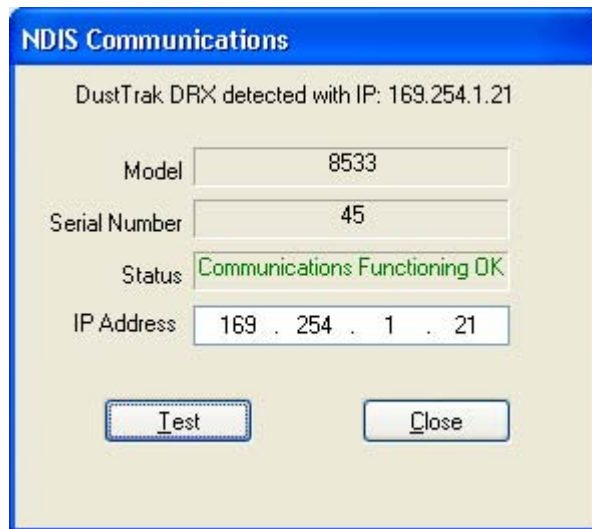 NDIS Communications
DustTrak DRX detected with IP: 169.254.1.21
Model 8533
Serial Number 45
Status Communications Functioning OK
IP Address 169 . 254 . 1 . 21
Test Close